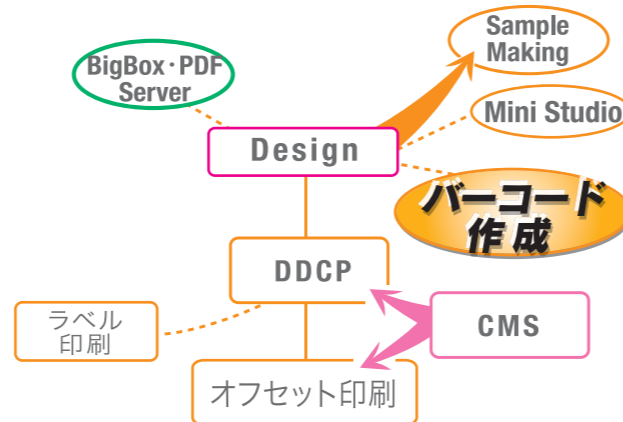 Sample
Making
BigBox・PDF
Server
Mini Studio
Design
バーコード
作成
DDCP
ラベル
印刷
CMS
オフセット印刷